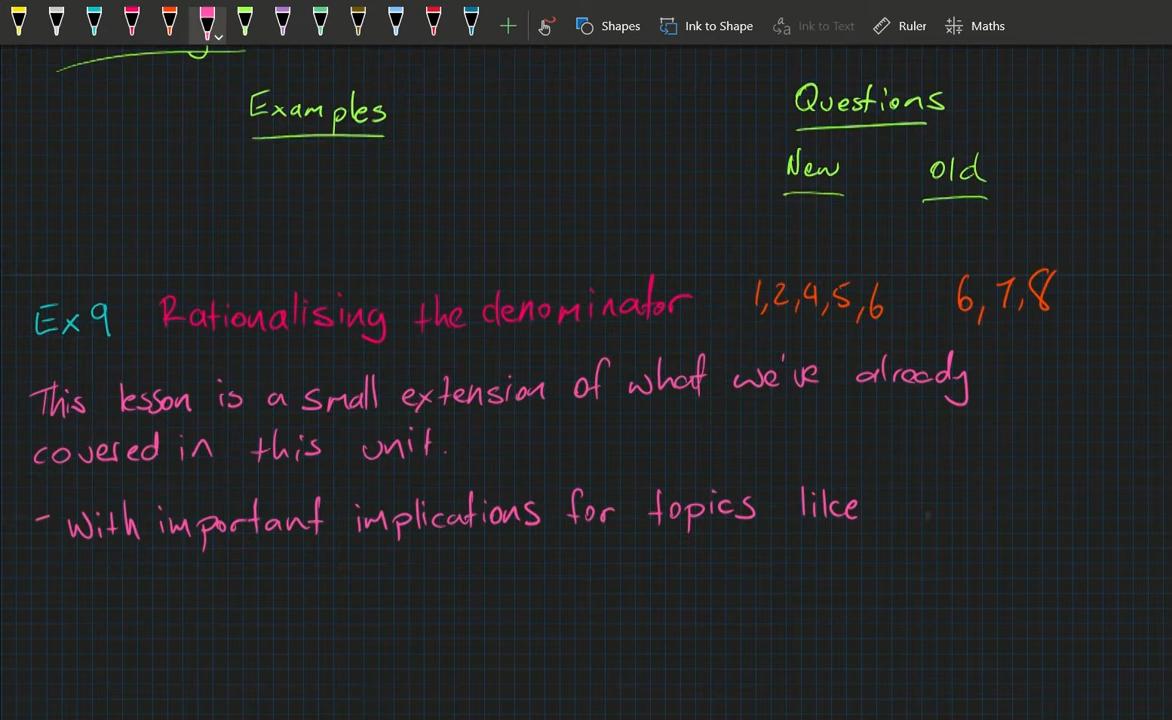 Shapes Ink to Shape Ink to Text Ruler Maths
Examples
Questions
New Old
Ex 9 Rationalising the denominator 1,2,4,5,6 6,7,8
This lesson is a small extension of what we've already
covered in this unit.
- With important implications for topics like